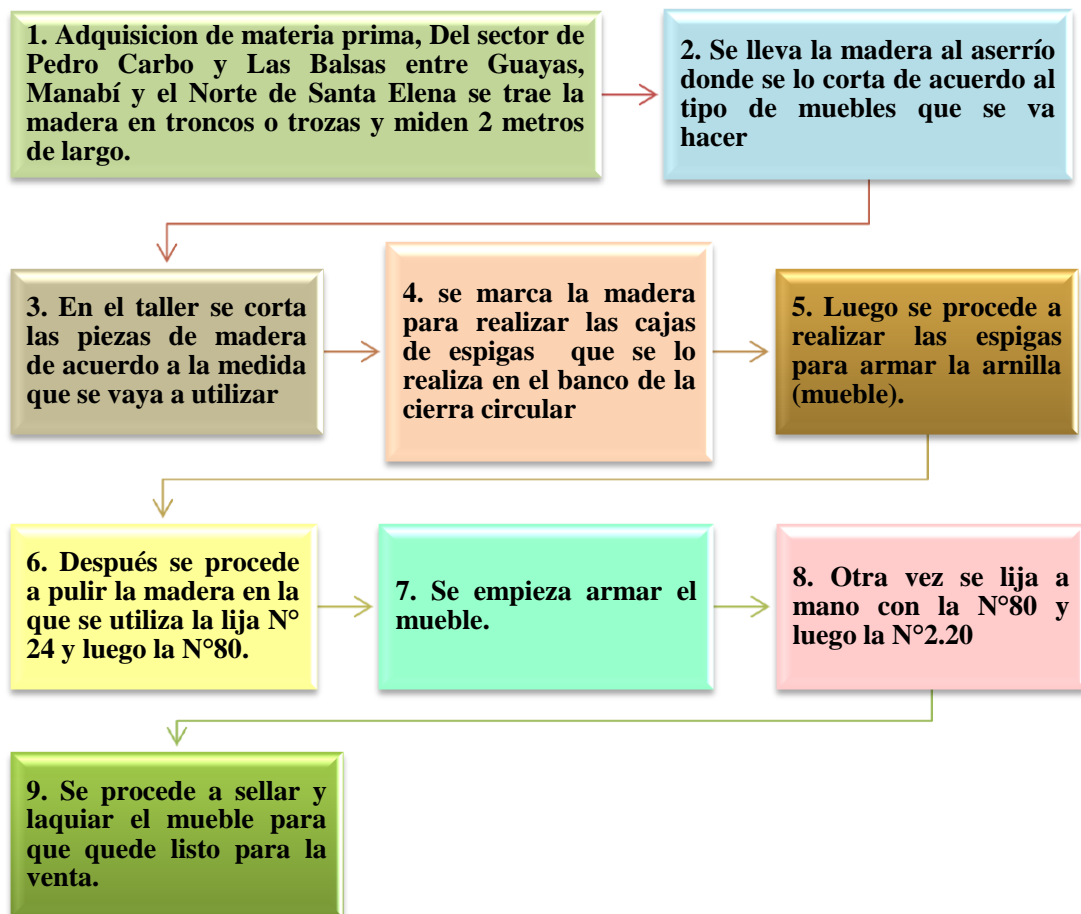 1. Adquisicion de materia prima, Del sector de
Pedro Carbo y Las Balsas entre Guayas,
Manabí y el Norte de Santa Elena se trae la
madera en troncos o trozas y miden 2 metros
de largo.
2. Se lleva la madera al aserrío
donde se lo corta de acuerdo al
tipo de muebles que se va
hacer
3. En el taller se corta
las piezas de madera
de acuerdo a la medida
que se vaya a utilizar
4. se marca la madera
para realizar las cajas
de espigas que se lo
realiza en el banco de la
cierra circular
5. Luego se procede a
realizar las espigas
para armar la arnilla
(mueble).
6. Después se procede
a pulir la madera en la
que se utiliza la lija N°
24 y luego la N°80.
7. Se empieza armar el
mueble.
8. Otra vez se lija a
mano con la N°80 y
luego la N°2.20
9. Se procede a sellar y
laquiar el mueble para
que quede listo para la
venta.